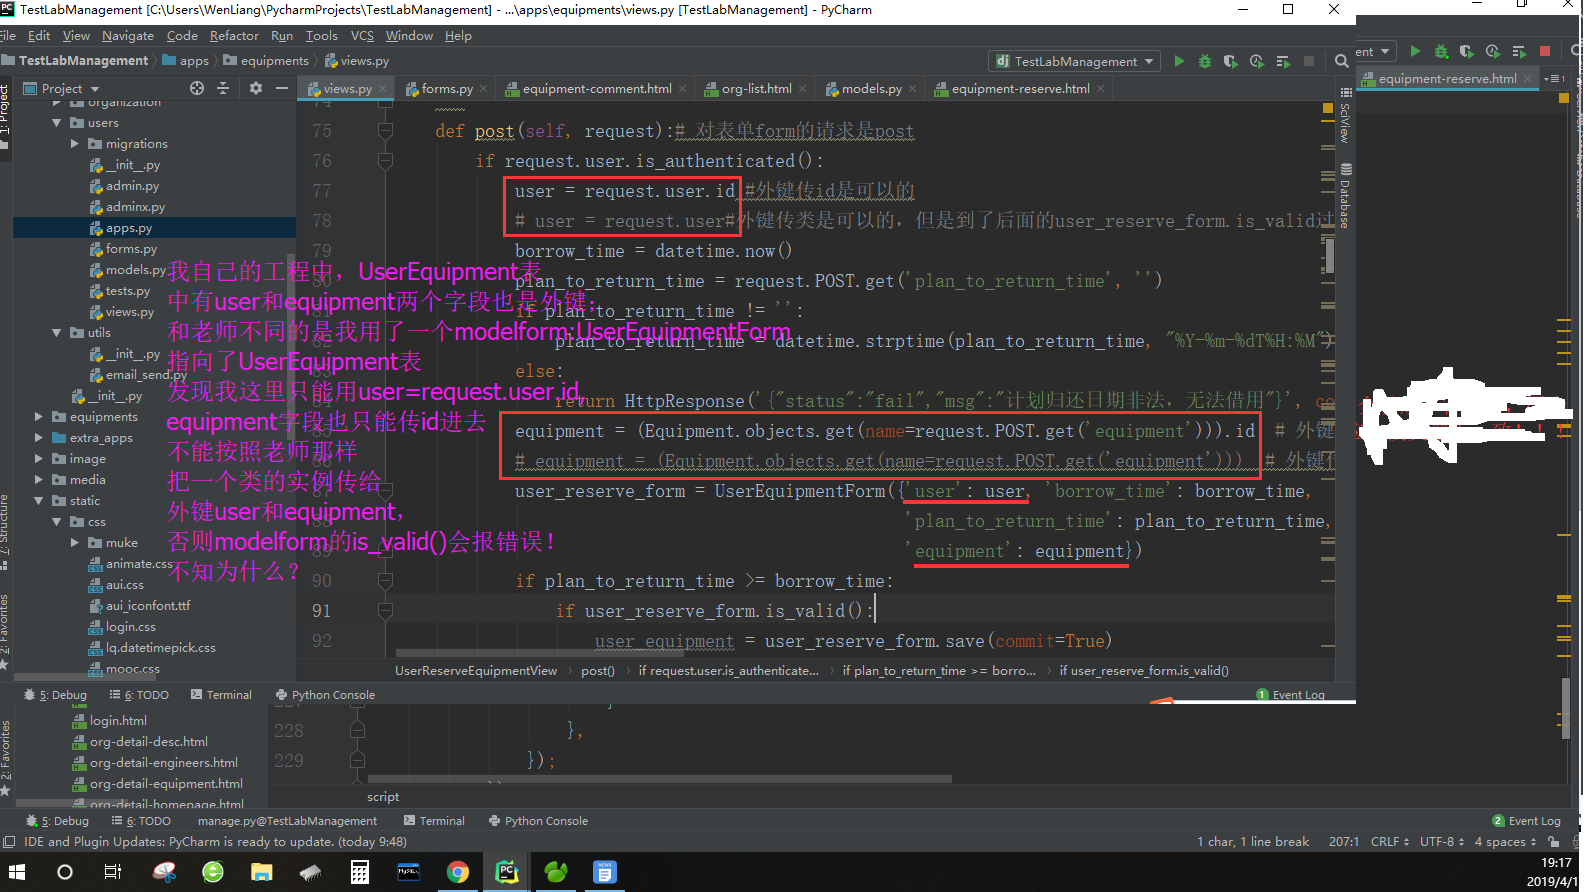 TestLabManagement [C:\Users\WenLiang\PycharmProjects\TestLabManagement] - ...\apps\equipments\views.py [TestLabManagement] - PyCharm
File Edit View Navigate Code Refactor Run Tools VCS Window Help
TestLabManagement apps equipments views.py
TestLabManagement
ent
Project
views.py forms.py equipment-comment.html org-list.html models.py equipment-reserve.html
equipment-reserve.html
1: Project
SciView
Database
7: Structure
2: Favorites
organization
users
migrations
__init__.py
admin.py
adminx.py
apps.py
forms.py
models.py
tests.py
views.py
utils
__init__.py
email_send.py
__init__.py
equipments
extra_apps
image
media
static
css
muke
animate.css
aui.css
aui_iconfont.ttf
login.css
lq.datetimepick.css
mooc.css
75 def post(self, request):# 对表单form的请求是post
76 if request.user.is_authenticated():
77 user = request.user.id #外键传id是可以的
78 # user = request.user#外键传类是可以的，但是到了后面的user_reserve_form.is_valid过
79 borrow_time = datetime.now()
plan_to_return_time = request.POST.get('plan_to_return_time', '')
if plan_to_return_time != '':
82 plan_to_return_time = datetime.strptime(plan_to_return_time, "%Y-%m-%dT%H:%M")
else:
return HttpResponse('{"status":"fail","msg":"计划归还日期非法，无法借用"}', co
equipment = (Equipment.objects.get(name=request.POST.get('equipment'))).id # 外键
# equipment = (Equipment.objects.get(name=request.POST.get('equipment'))) # 外键
user_reserve_form = UserEquipmentForm({'user': user, 'borrow_time': borrow_time,
'plan_to_return_time': plan_to_return_time,
'equipment': equipment})
90 if plan_to_return_time >= borrow_time:
91 if user_reserve_form.is_valid():
92 user_equipment = user_reserve_form.save(commit=True)
我自己的工程中，UserEquipment表
中有user和equipment两个字段也是外键；
和老师不同的是我用了一个modelform:UserEquipmentForm
指向了UserEquipment表
发现我这里只能用user=request.user.id,
equipment字段也只能传id进去
不能按照老师那样
把一个类的实例传给
外键user和equipment，
否则modelform的is_valid()会报错误！
不知为什么？
UserReserveEquipmentView post() if request.user.is_authenticate... if plan_to_return_time >= borro... if user_reserve_form.is_valid()
5: Debug 6: TODO Terminal Python Console 1 Event Log
login.html
org-detail-desc.html
org-detail-engineers.html
org-detail-equipment.html
org-detail-homepage.html
2: Favorites
228 },
229 });
script
5: Debug 6: TODO manage.py@TestLabManagement Terminal Python Console 2 Event Log
IDE and Plugin Updates: PyCharm is ready to update. (today 9:48) 1 char, 1 line break 207:1 CRLF UTF-8 4 spaces
19:17
2019/4/1